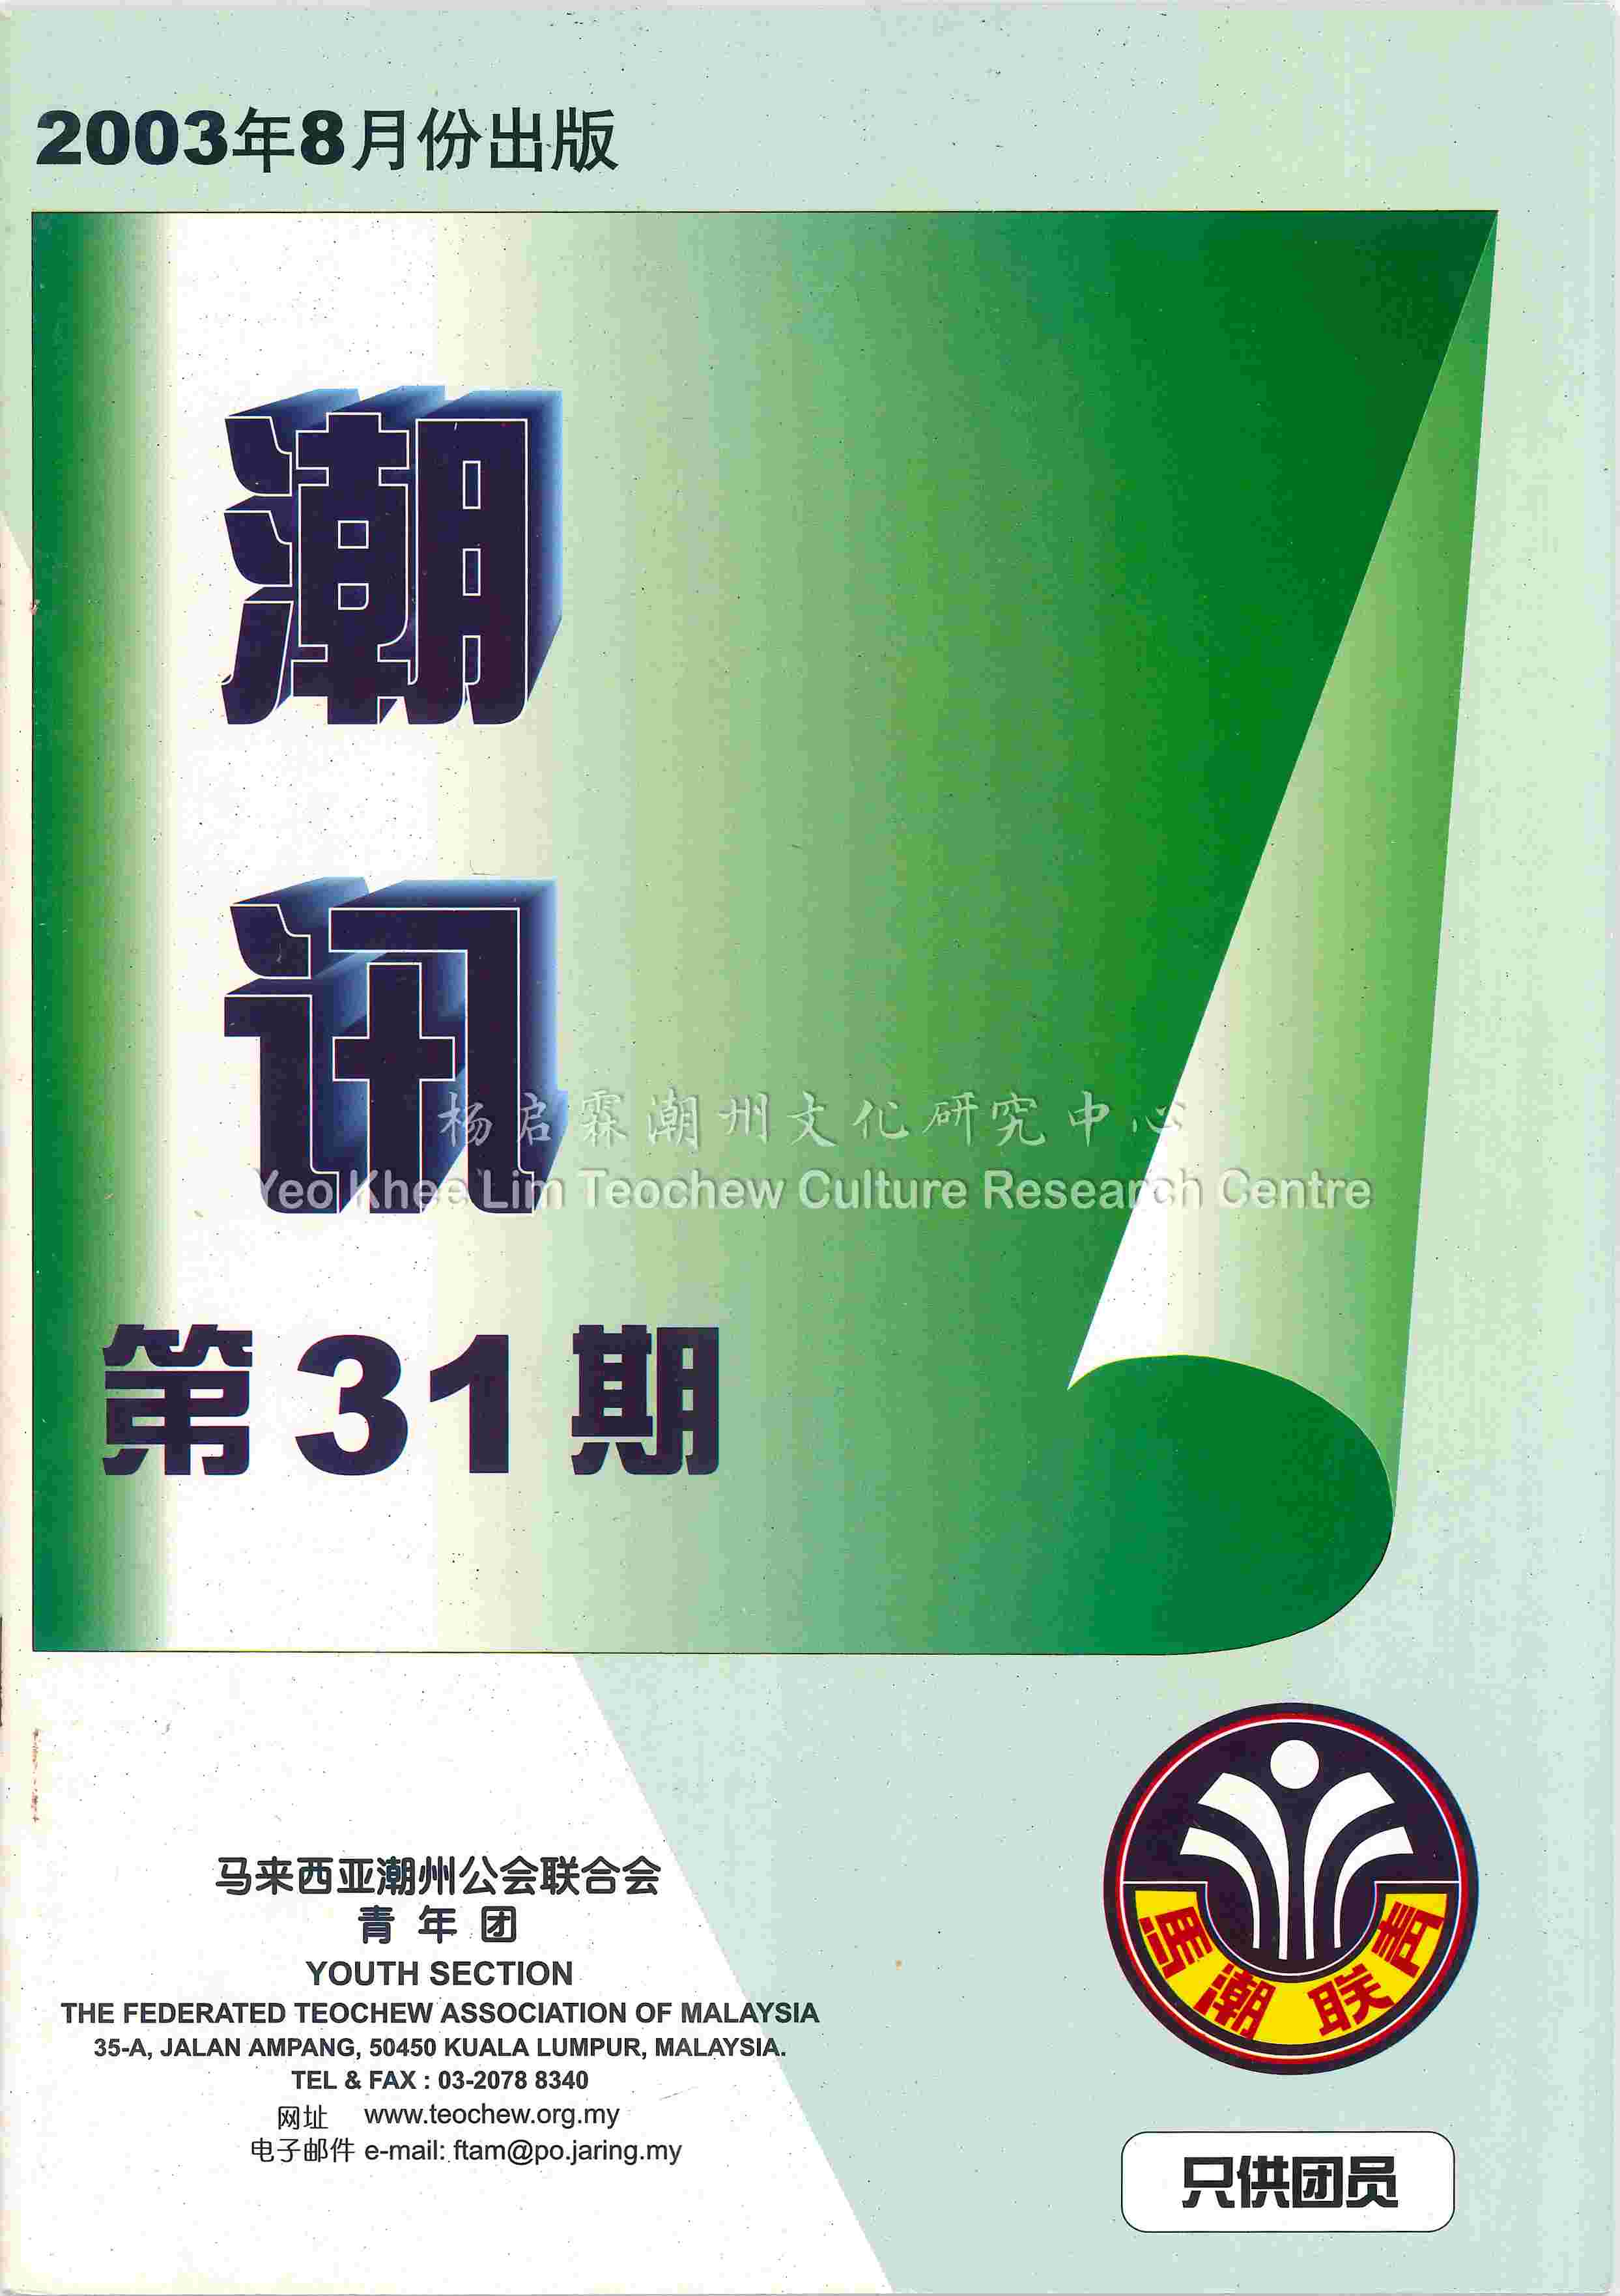 2003年8月份出版
潮
讯
杨启霖潮州文化研究中心
Yeo Khee Lim Teochew Culture Research Centre
第31期
马来西亚潮州公会联合会
青年团
YOUTH SECTION
THE FEDERATED TEOCHEW ASSOCIATION OF MALAYSIA
35-A, JALAN AMPANG, 50450 KUALA LUMPUR, MALAYSIA.
TEL & FAX : 03-2078 8340
网址 www.teochew.org.my
电子邮件 e-mail: ftam@po.jaring.my
馬潮联青
只供团员